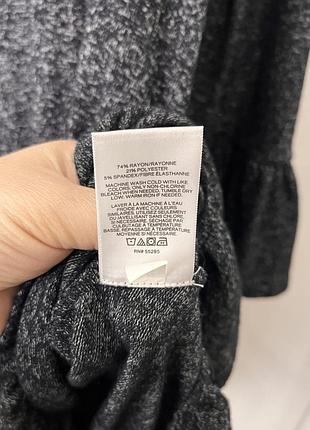 74% RAYON/RAYONNE
21% POLYESTER
5% SPANDEX/FIBRE ÉLASTHANNE
MACHINE WASH COLD WITH LIKE
COLORS, ONLY NON-CHLORINE
BLEACH WHEN NEEDED, TUMBLE DRY
LOW, WARM IRON IF NEEDED.
LAVER À LA MACHINE À L'EAU
FROIDE AVEC COULEURS
SIMILAIRES, UTILISEZ SEULEMENT
OU JAVELLISANT SANS CHLORE
SI NÉCESSAIRE, SÉCHAGE PAR
CULBUTAGE À TEMPÉRATURE
BASSE, REPASSAGE À TEMPÉRATURE
MOYENNE SI NÉCESSAIRE
RN# 55285